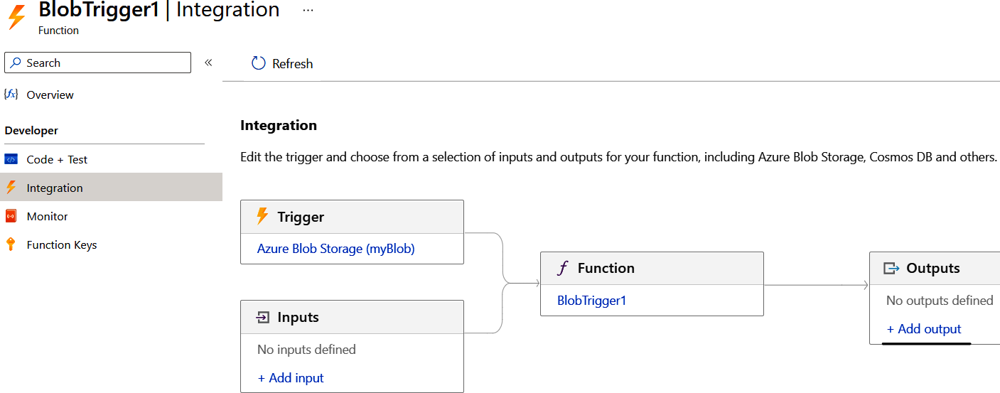 BlobTrigger1 | Integration ...
Function
Search
«
Refresh
{fx} Overview
Developer
Code + Test
Integration
Monitor
Function Keys
Integration
Edit the trigger and choose from a selection of inputs and outputs for your function, including Azure Blob Storage, Cosmos DB and others.
Trigger
Azure Blob Storage (myBlob)
Inputs
No inputs defined
+ Add input
f Function
BlobTrigger1
Outputs
No outputs defined
+ Add output